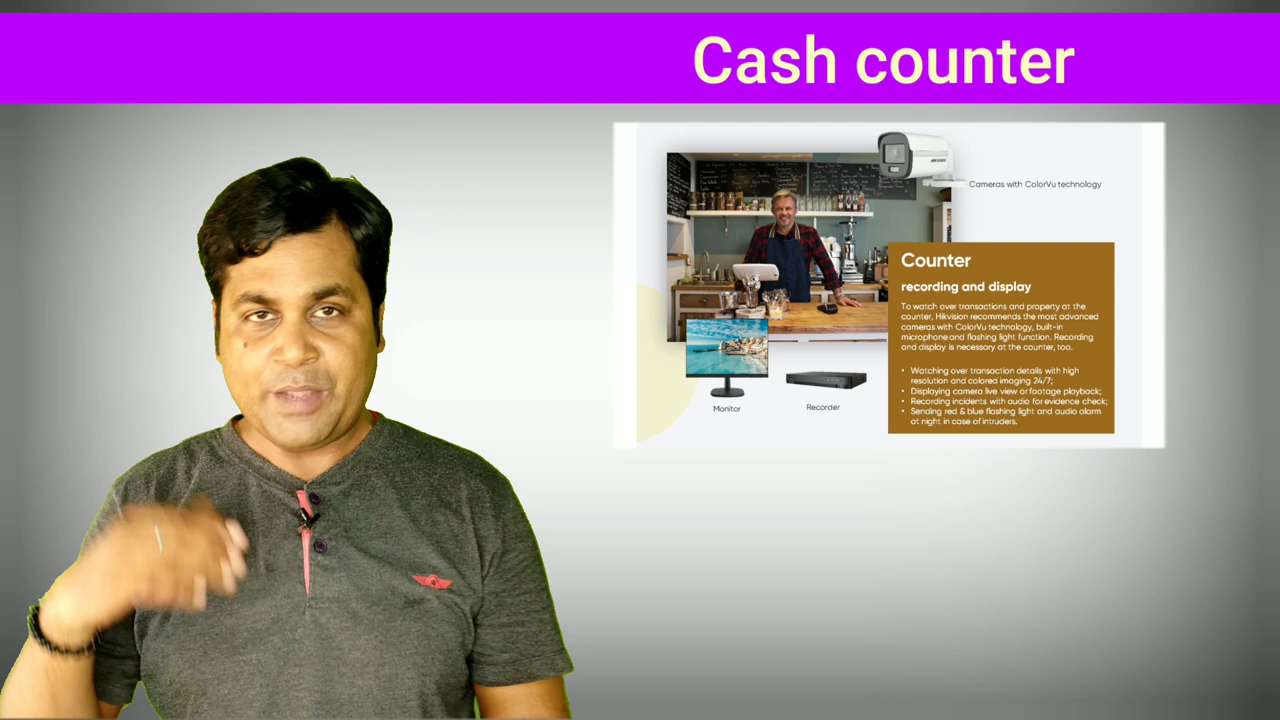 Cash counter
HIKVISION
Cameras with ColorVu technology
Counter
recording and display
To watch over transactions and property at the
counter, Hikvision recommends the most advanced
cameras with ColorVu technology, built-in
microphone and flashing light function. Recording
and display is necessary at the counter, too.
• Watching over transaction details with high
resolution and colored imaging 24/7;
• Displaying camera live view or footage playback;
• Recording incidents with audio for evidence check;
• Sending red & blue flashing light and audio alarm
at night in case of intruders.
Monitor
Recorder